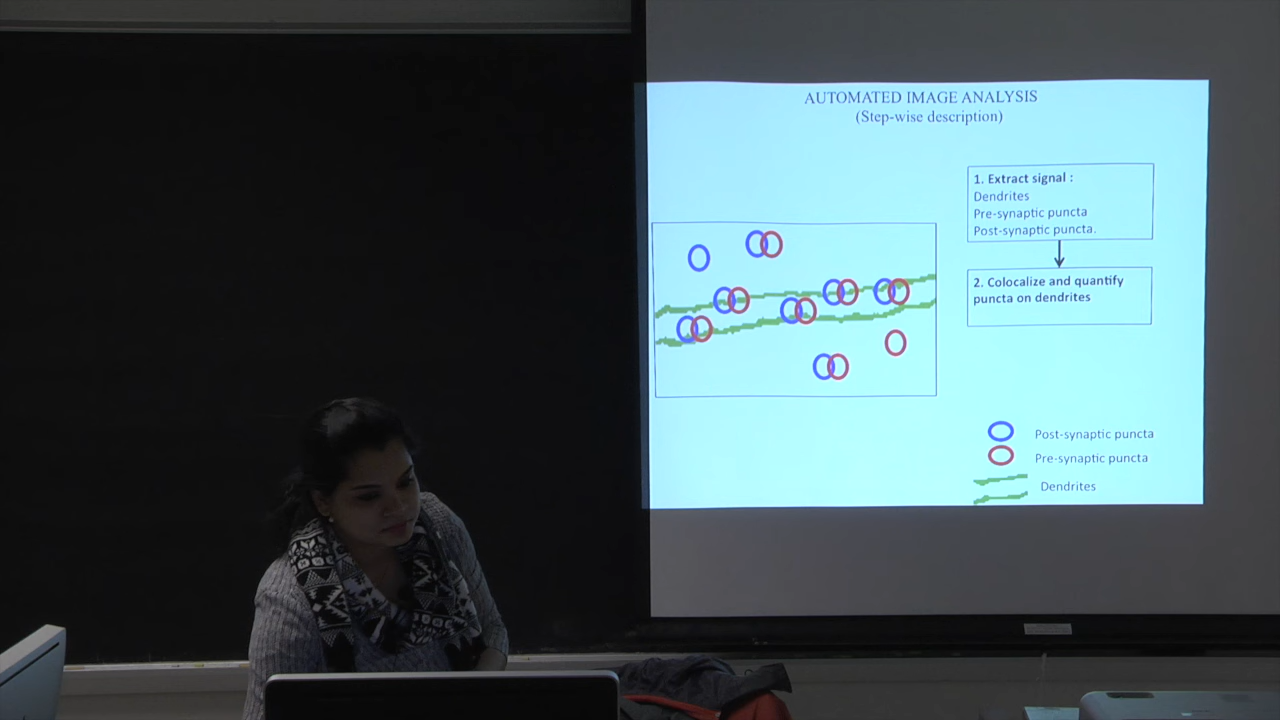 AUTOMATED IMAGE ANALYSIS
(Step-wise description)
1. Extract signal :
Dendrites
Pre-synaptic puncta
Post-synaptic puncta.
2. Colocalize and quantify
puncta on dendrites
Post-synaptic puncta
Pre-synaptic puncta
Dendrites